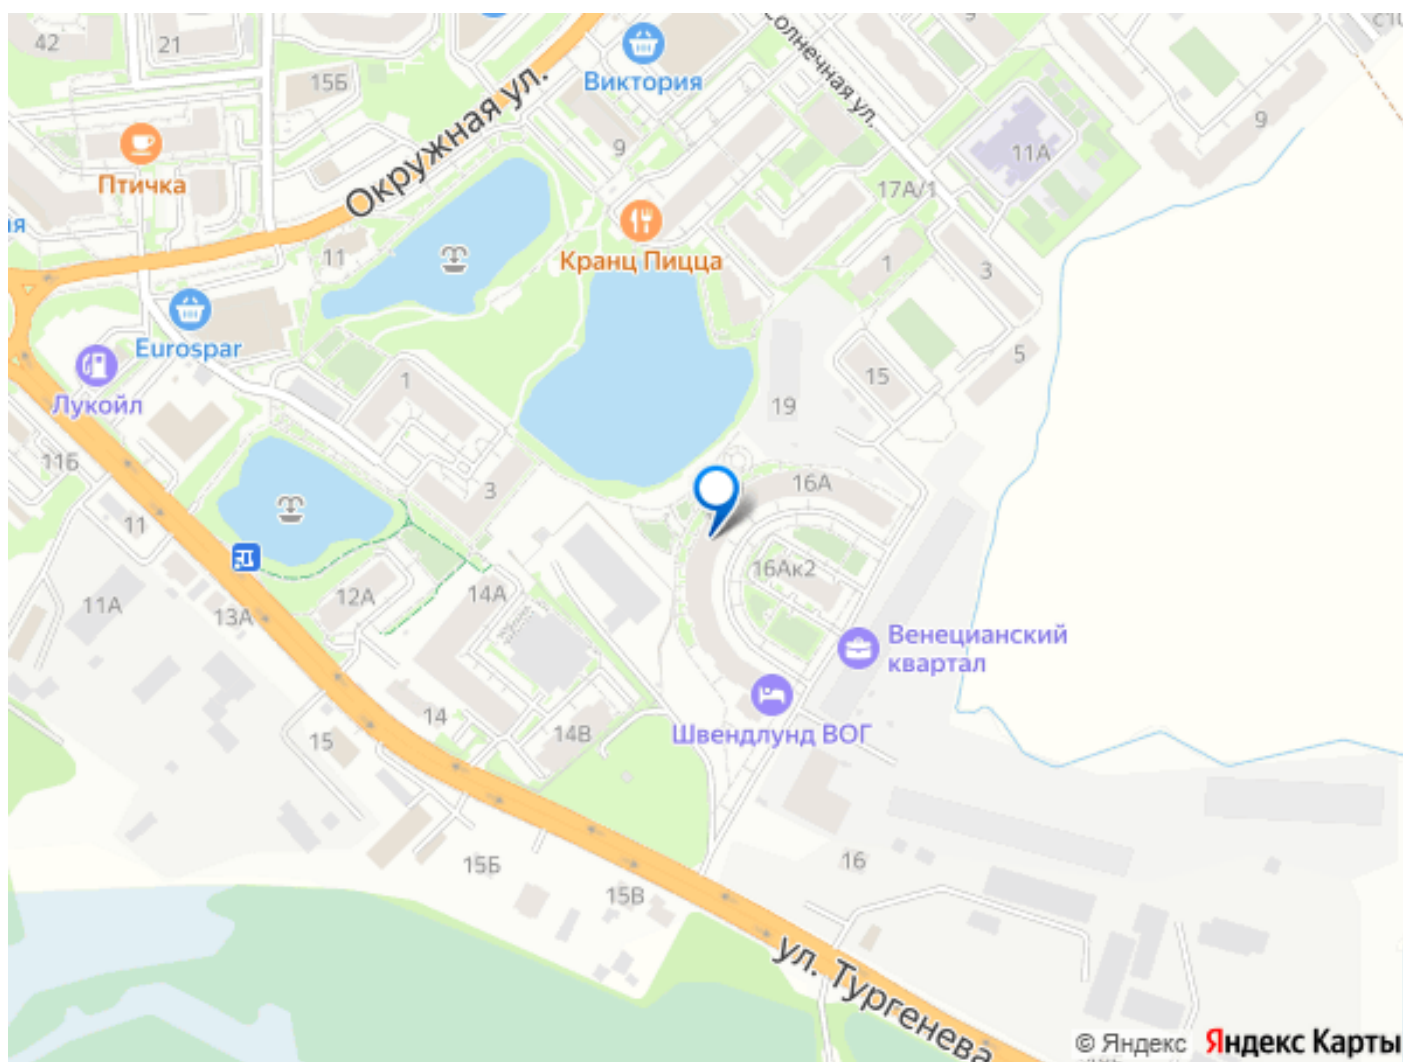 42
21
15Б
Окружная ул.
Виктория
Солнечная ул.
9
9
9
11А
17А/1
Птичка
ая
11
Кранц Пицца
1
3
Eurospar
Лукойл
1
15
5
19
11Б
3
16А
11
16Ак2
11А
13А
12А
14А
Венецианский
квартал
Швендлунд ВОГ
14
14В
15
15Б
15В
16
ул. Тургенева
© Яндекс
Яндекс Карты